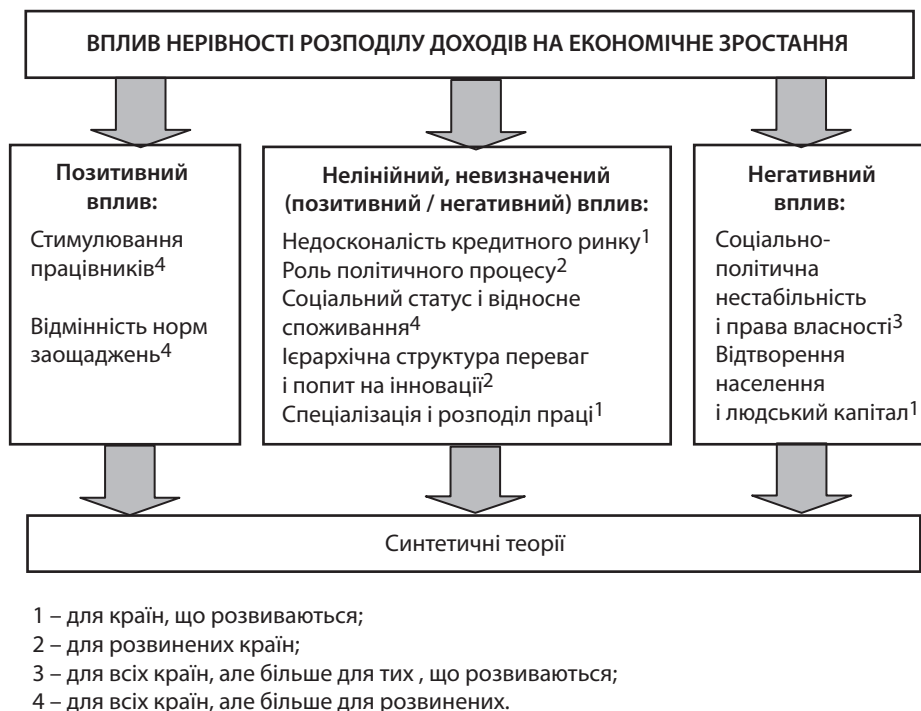 ВПЛИВ НЕРІВНОСТІ РОЗПОДІЛУ ДОХОДІВ НА ЕКОНОМІЧНЕ ЗРОСТАННЯ
Позитивний
вплив:
Стимулювання
працівників4
Відмінність норм
заощаджень4
Нелінійний, невизначений
(позитивний / негативний) вплив:
Недосконалість кредитного ринку1
Роль політичного процесу2
Соціальний статус і відносне
споживання4
Ієрархічна структура переваг
і попит на інновації2
Спеціалізація і розподіл праці1
Негативний
вплив:
Соціально-
політична
нестабільність
і права власності3
Відтворення
населення
і людський капітал1
Синтетичні теорії
1 – для країн, що розвиваються;
2 – для розвинених країн;
3 – для всіх країн, але більше для тих , що розвиваються;
4 – для всіх країн, але більше для розвинених.